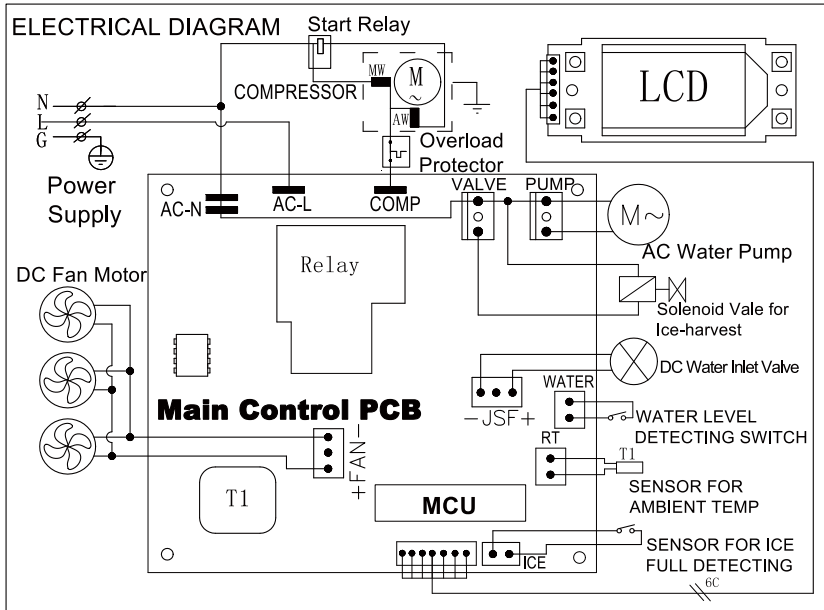 ELECTRICAL DIAGRAM
Start Relay
LCD
MW
M
~
COMPRESSOR
AW
N
L
G
Overload
Protector
Power
Supply
AC-N
AC-L
COMP
VALVE
PUMP
M~
AC Water Pump
Relay
DC Fan Motor
Solenoid Vale for
Ice-harvest
DC Water Inlet Valve
Main Control PCB
-JSF+
WATER
WATER LEVEL
DETECTING SWITCH
+FAN-
RT
T1
T1
MCU
SENSOR FOR
AMBIENT TEMP
ICE
SENSOR FOR ICE
FULL DETECTING
6C